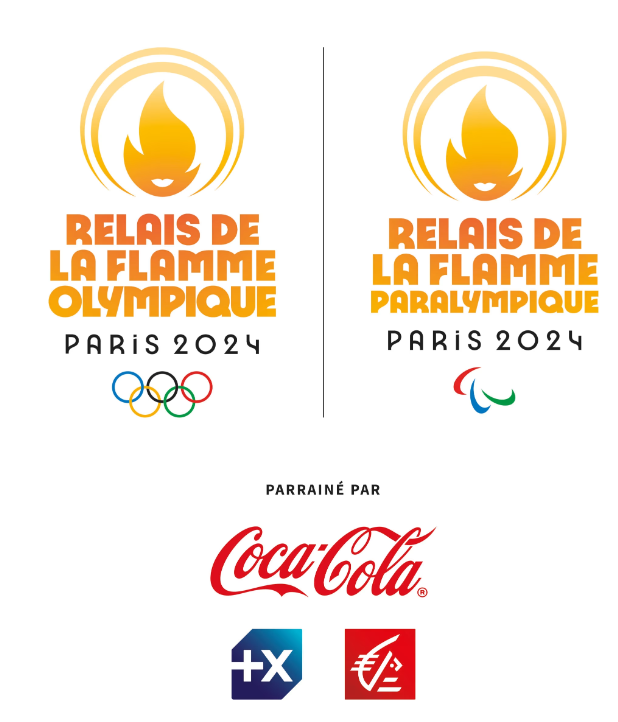 RELAIS DE
LA FLAMME
OLYMPIQUE
PARiS 2024
RELAIS DE
LA FLAMME
PARALYMPIQUE
PARiS 2024
PARRAINÉ PAR
Coca-Cola®
+X